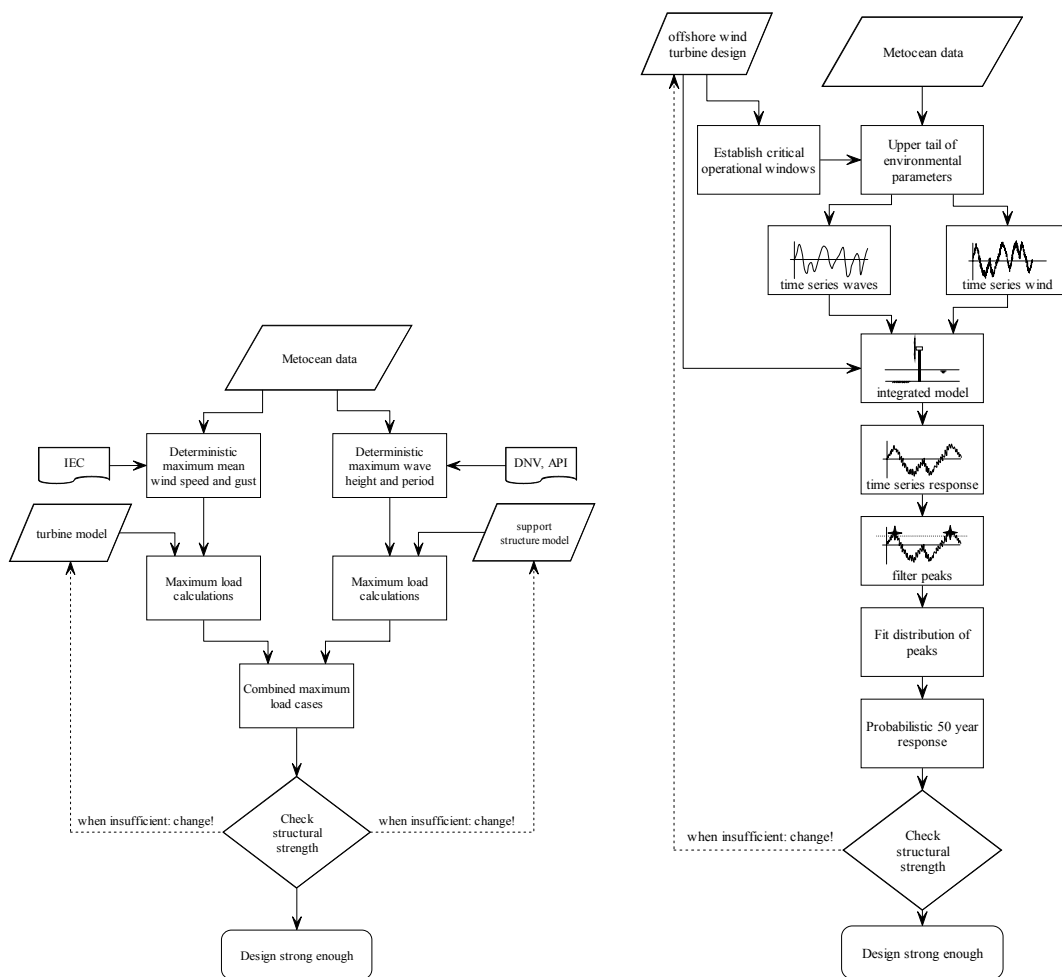 Metocean data
Deterministic
maximum mean
wind speed and gust
Deterministic
maximum wave
height and period
IEC
DNV, API
turbine model
support
structure model
Maximum load
calculations
Maximum load
calculations
Combined maximum
load cases
when insufficient: change!
Check
structural
strength
when insufficient: change!
Design strong enough
offshore wind
turbine design
Metocean data
Establish critical
operational windows
Upper tail of
environmental
parameters
time series waves
time series wind
integrated model
time series response
filter peaks
Fit distribution of
peaks
Probabilistic 50 year
response
when insufficient: change!
Check
structural
strength
Design strong enough